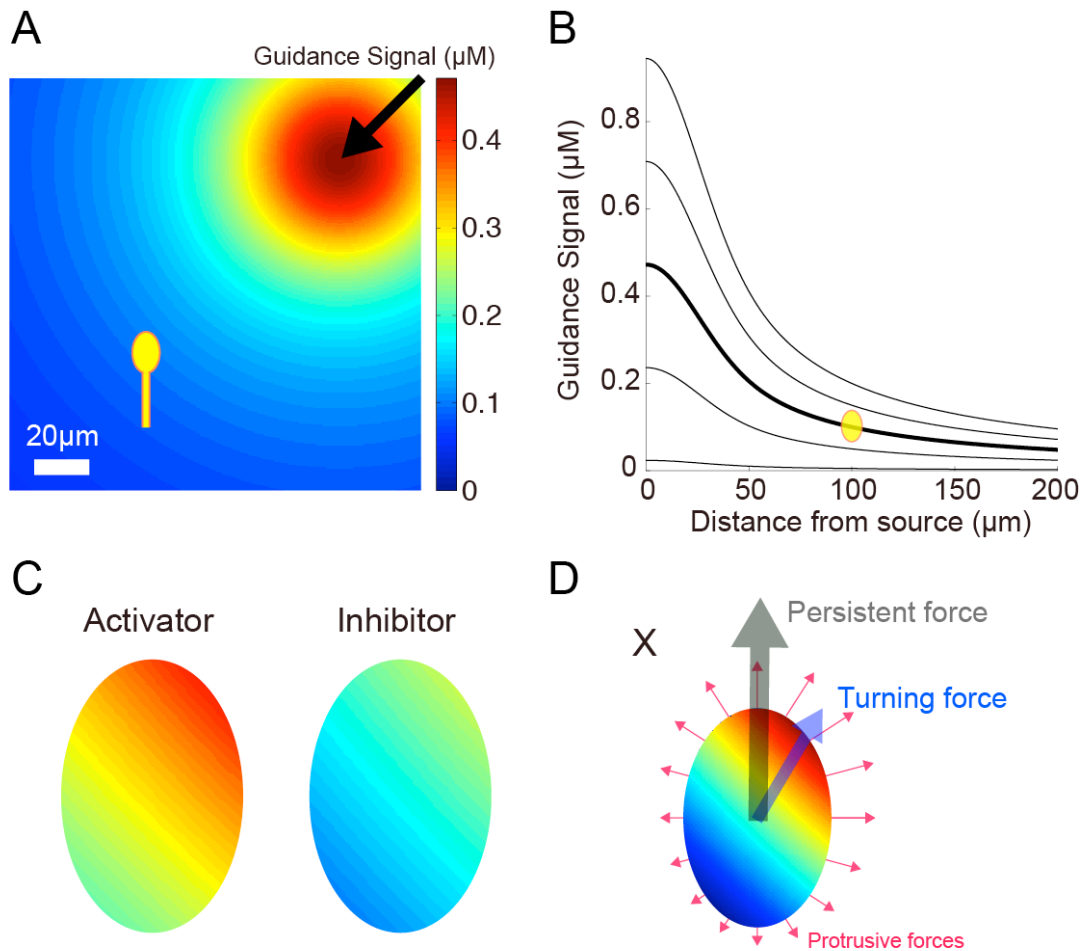 A
Guidance Signal (μM)
0.4
0.3
0.2
0.1
0
20μm
B
Guidance Signal (μM)
0.8
0.6
0.4
0.2
0
0 50 100 150 200
Distance from source (μm)
C
Activator Inhibitor
D
Persistent force
X
Turning force
Protrusive forces